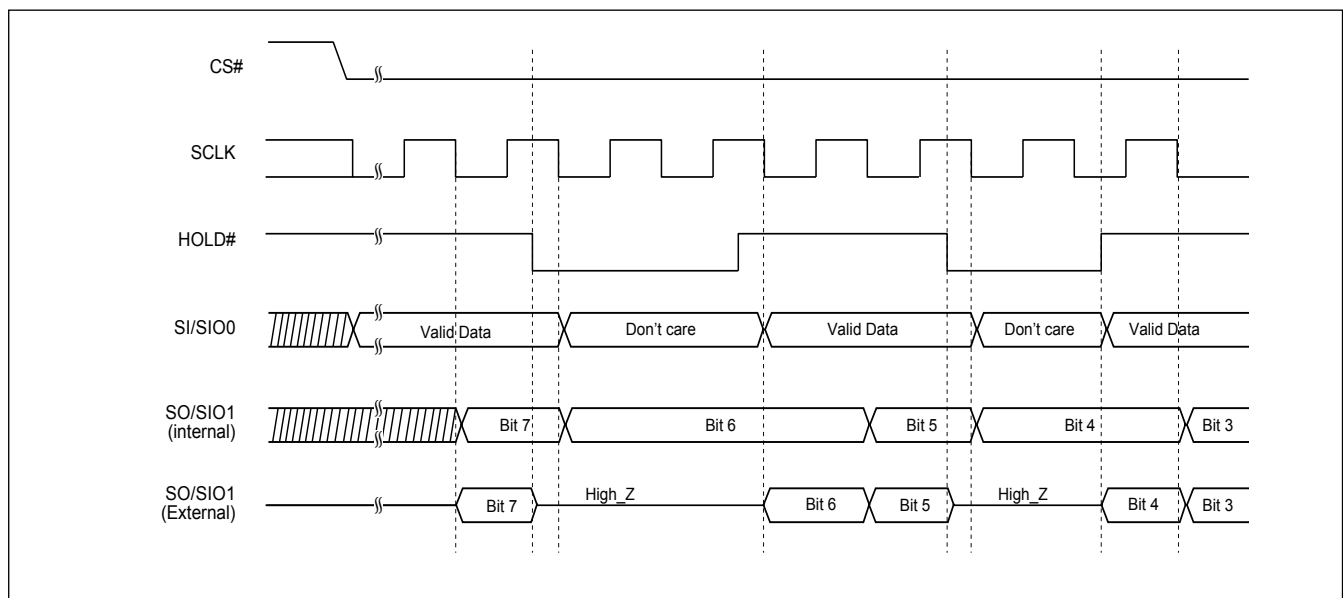 CS#
SCLK
HOLD#
SI/SIO0
Valid Data
Don't care
Valid Data
Don't care
Valid Data
SO/SIO1
(internal)
Bit 7
Bit 6
Bit 5
Bit 4
Bit 3
SO/SIO1
(External)
Bit 7
High_Z
Bit 6
Bit 5
High_Z
Bit 4
Bit 3